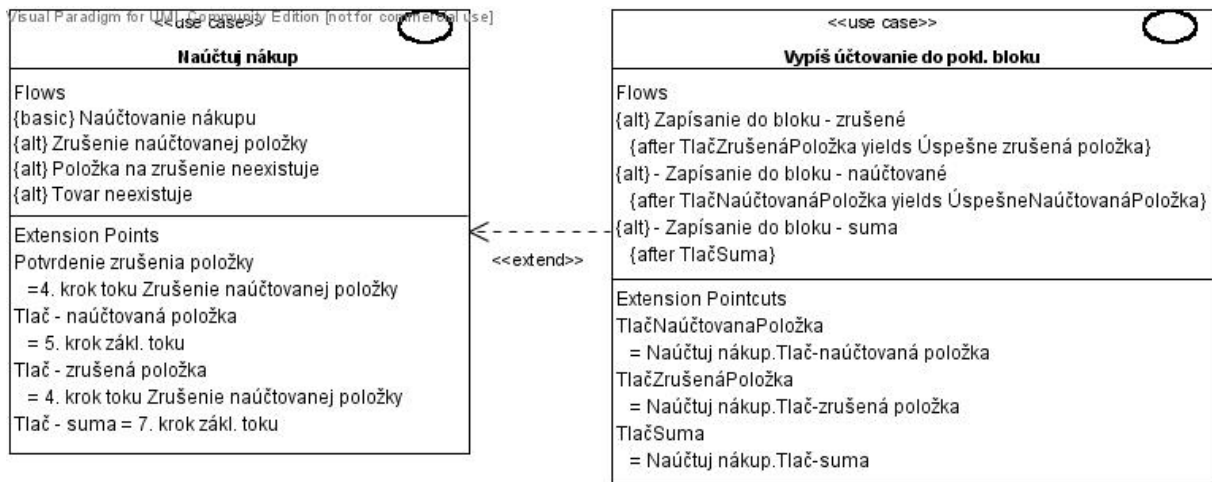 Visual Paradigm for UML Community Edition [not for commercial use]
<<use case>>
Naúčtuj nákup
Flows
{basic} Naúčtovanie nákupu
{alt} Zrušenie naúčtovanej položky
{alt} Položka na zrušenie neexistuje
{alt} Tovar neexistuje
Extension Points
Potvrdenie zrušenia položky
=4. krok toku Zrušenie naúčtovanej položky
Tlač - naúčtovaná položka
= 5. krok zákl. toku
Tlač - zrušená položka
= 4. krok toku Zrušenie naúčtovanej položky
Tlač - suma = 7. krok zákl. toku
<<extend>>
<<use case>>
Vypíš účtovanie do pokl. bloku
Flows
{alt} Zapísanie do bloku - zrušené
{after TlačZrušenáPoložka yields Úspešne zrušená položka}
{alt} - Zapísanie do bloku - naúčtované
{after TlačNaúčtovanáPoložka yields ÚspešneNaúčtovanáPoložka}
{alt} - Zapísanie do bloku - suma
{after TlačSuma}
Extension Pointcuts
TlačNaúčtovanaPoložka
= Naúčtuj nákup.Tlač-naúčtovaná položka
TlačZrušenáPoložka
= Naúčtuj nákup.Tlač-zrušená položka
TlačSuma
= Naúčtuj nákup.Tlač-suma